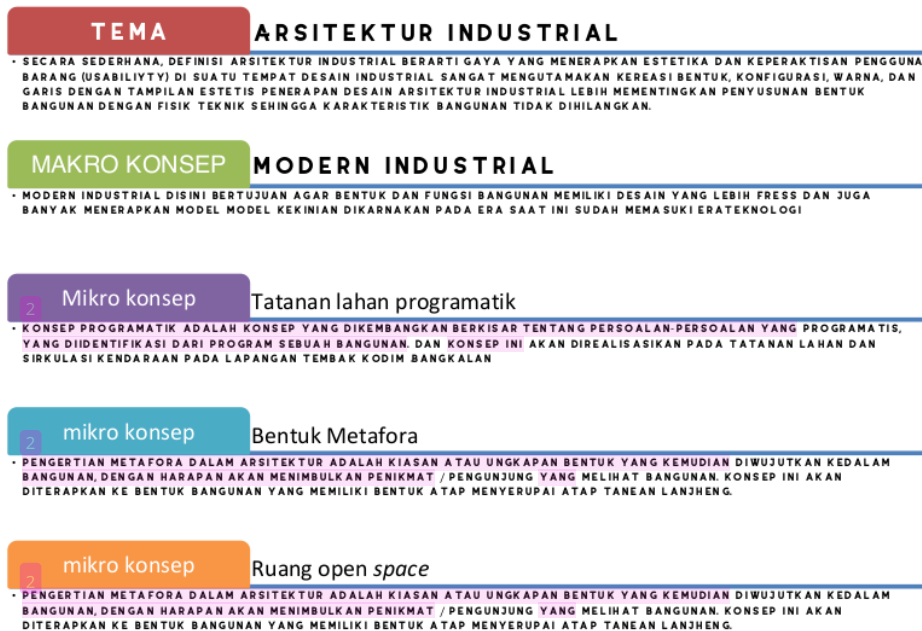 TEMA
ARSITEKTUR INDUSTRIAL
• SECARA SEDERHANA, DEFINISI ARSITEKTUR INDUSTRIAL BERARTI GAYA YANG MENERAPKAN ESTETIKA DAN KEPERAKTISAN PENGGUNA
BARANG (USABILIYTY) DI SUATU TEMPAT DESAIN INDUSTRIAL SANGAT MENGUTAMAKAN KEREASI BENTUK, KONFIGURASI, WARNA, DAN
GARIS DENGAN TAMPILAN ESTETIS PENERAPAN DESAIN ARSITEKTUR INDUSTRIAL LEBIH MEMENTINGKAN PENYUSUNAN BENTUK
BANGUNAN DENGAN FISIK TEKNIK SEHINGGA KARAKTERISTIK BANGUNAN TIDAK DIHILANGKAN.
MAKRO KONSEP
MODERN INDUSTRIAL
• MODERN INDUSTRIAL DISINI BERTUJUAN AGAR BENTUK DAN FUNGSI BANGUNAN MEMILIKI DESAIN YANG LEBIH FRESS DAN JUGA
BANYAK MENERAPKAN MODEL MODEL KEKINIAN DIKARNAKAN PADA ERA SAAT INI SUDAH MEMASUKI ERATEKNOLOGI
Mikro konsep
2
Tatanan lahan programatik
• KONSEP PROGRAMATIK ADALAH KONSEP YANG DIKEMBANGKAN BERKISAR TENTANG PERSOALAN-PERSOALAN YANG PROGRAMATIS,
YANG DIIDENTIFIKASI DARI PROGRAM SEBUAH BANGUNAN. DAN KONSEP INI AKAN DIREALISASIKAN PADA TATANAN LAHAN DAN
SIRKULASI KENDARAAN PADA LAPANGAN TEMBAK KODIM BANGKALAN
mikro konsep
2
Bentuk Metafora
• PENGERTIAN METAFORA DALAM ARSITEKTUR ADALAH KIASAN ATAU UNGKAPAN BENTUK YANG KEMUDIAN DIWUJUTKAN KEDALAM
BANGUNAN, DENGAN HARAPAN AKAN MENIMBULKAN PENIKMAT / PENGUNJUNG YANG MELIHAT BANGUNAN. KONSEP INI AKAN
DITERAPKAN KE BENTUK BANGUNAN YANG MEMILIKI BENTUK ATAP MENYERUPAI ATAP TANEAN LANJHENG.
mikro konsep
2
Ruang open space
• PENGERTIAN METAFORA DALAM ARSITEKTUR ADALAH KIASAN ATAU UNGKAPAN BENTUK YANG KEMUDIAN DIWUJUTKAN KEDALAM
BANGUNAN, DENGAN HARAPAN AKAN MENIMBULKAN PENIKMAT / PENGUNJUNG YANG MELIHAT BANGUNAN. KONSEP INI AKAN
DITERAPKAN KE BENTUK BANGUNAN YANG MEMILIKI BENTUK ATAP MENYERUPAI ATAP TANEAN LANJHENG.